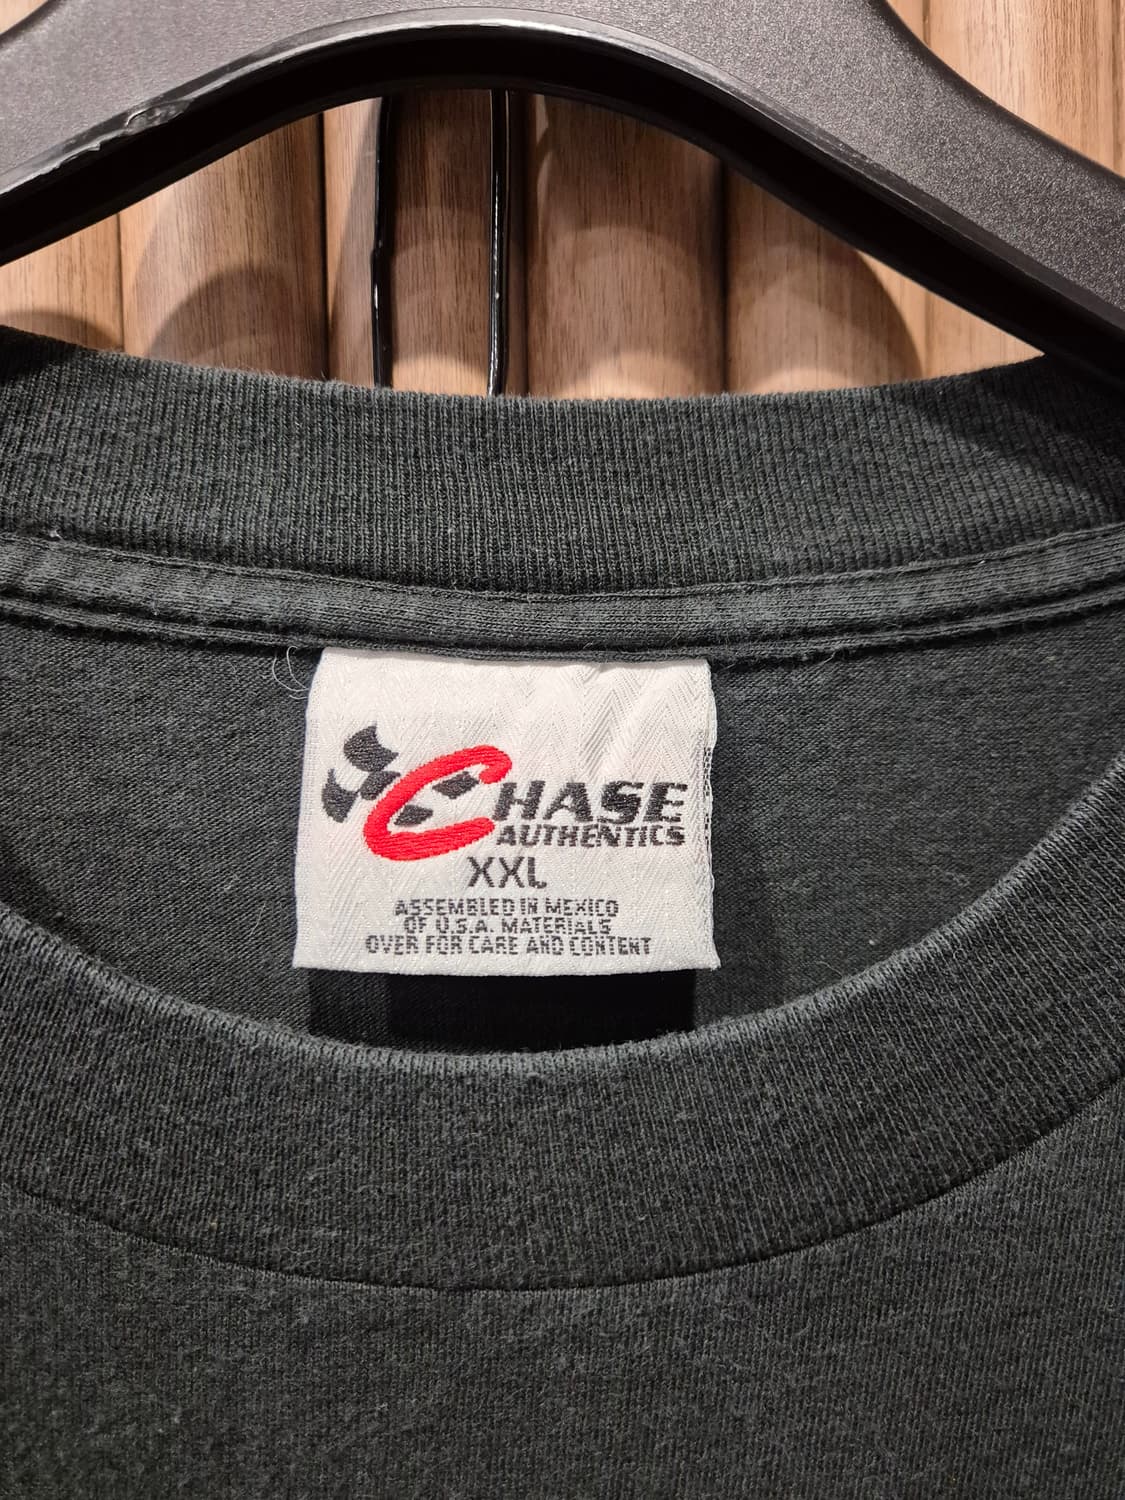 CHASE
AUTHENTICS
XXL
ASSEMBLED IN MEXICO
OF U.S.A. MATERIALS
OVER FOR CARE AND CONTENT